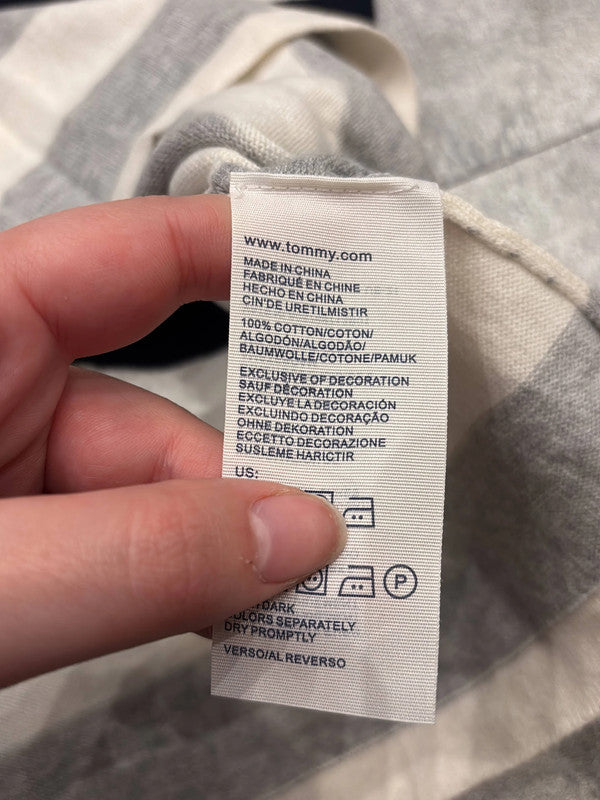 www.tommy.com
MADE IN CHINA
FABRIQUÉ EN CHINE
HECHO EN CHINA
CIN'DE URETILMISTIR
100% COTTON/COTON/
ALGODÓN/ALGODÃO/
BAUMWOLLE/COTONE/PAMUK
EXCLUSIVE OF DECORATION
SAUF DÉCORATION
EXCLUYE LA DECORACIÓN
EXCLUINDO DECORAÇÃO
OHNE DEKORATION
ECCETTO DECORAZIONE
SUSLEME HARICTIR
US:
P
DARK
COLORS SEPARATELY
DRY PROMPTLY
VERSO/AL REVERSO